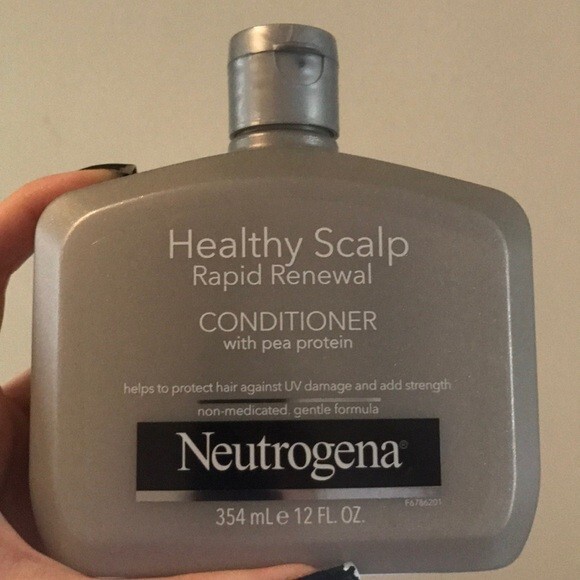 Healthy Scalp
Rapid Renewal
CONDITIONER
with pea protein
helps to protect hair against UV damage and add strength
non-medicated, gentle formula
Neutrogena®
F6786201
354 mL e 12 FL. OZ.